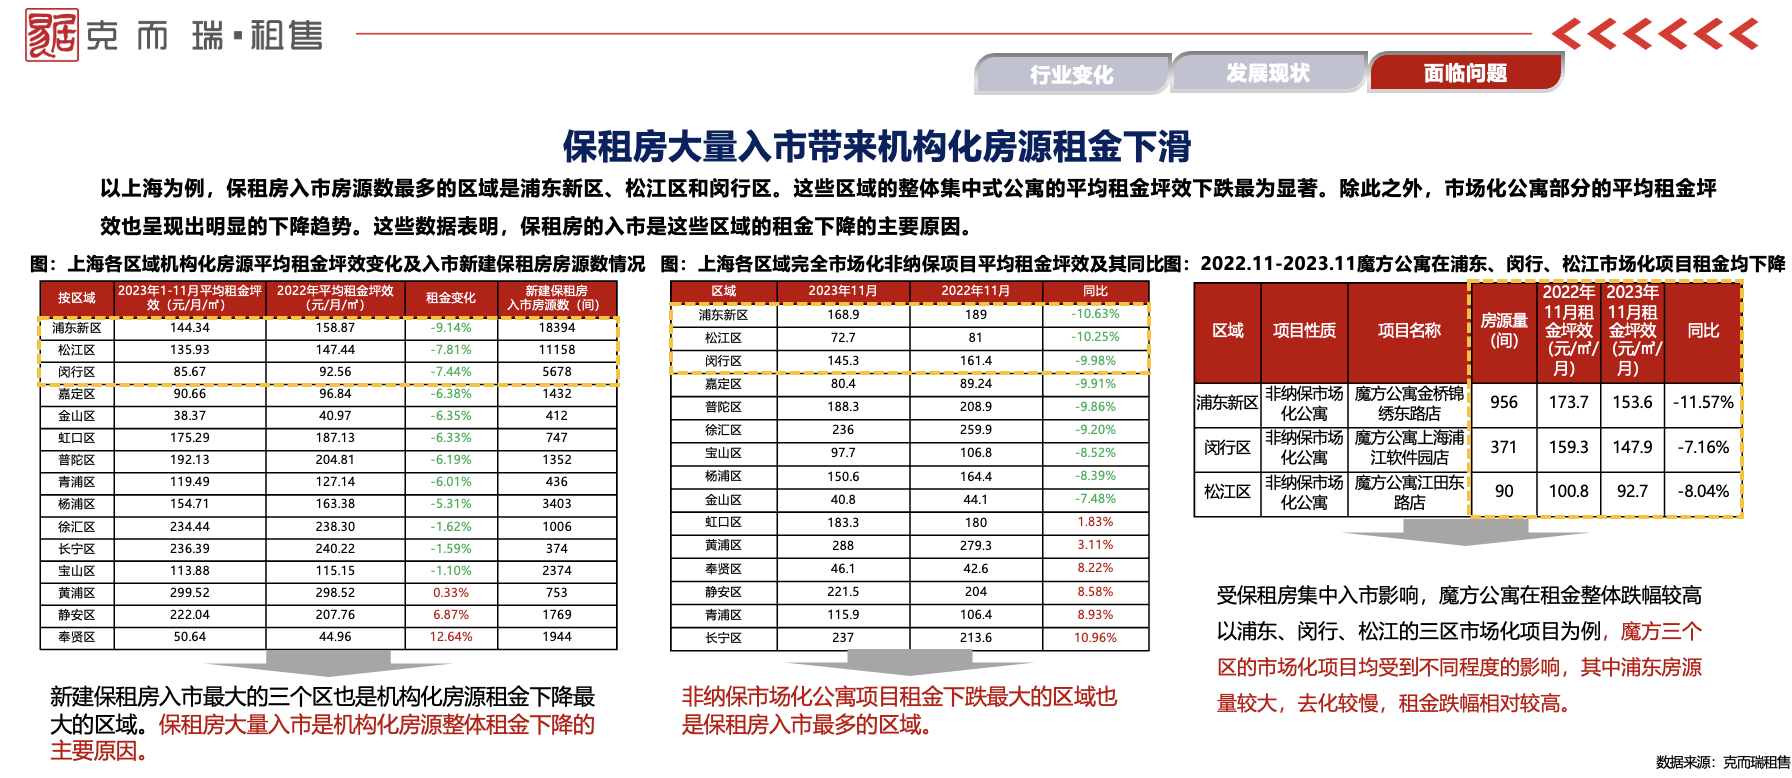 克而瑞·租售
行业变化
发展现状
面临问题
保租房大量入市带来机构化房源租金下滑
以上海为例，保租房入市房源数最多的区域是浦东新区、松江区和闵行区。这些区域的整体集中式公寓的平均租金坪效下跌最为显著。除此之外，市场化公寓部分的平均租金坪
效也呈现出明显的下降趋势。这些数据表明，保租房的入市是这些区域的租金下降的主要原因。
图：上海各区域机构化房源平均租金坪效变化及入市新建保租房房源数情况
按区域 2023年1-11月平均租金坪效（元/月/㎡） 2022年平均租金坪效（元/月/㎡） 租金变化 新建保租房入市房源数（间）
浦东新区 144.34 158.87 -9.14% 18394
松江区 135.93 147.44 -7.81% 11158
闵行区 85.67 92.56 -7.44% 5678
嘉定区 90.66 96.84 -6.38% 1432
金山区 38.37 40.97 -6.35% 412
虹口区 175.29 187.13 -6.33% 747
普陀区 192.13 204.81 -6.19% 1352
青浦区 119.49 127.14 -6.01% 436
杨浦区 154.71 163.38 -5.31% 3403
徐汇区 234.44 238.30 -1.62% 1006
长宁区 236.39 240.22 -1.59% 374
宝山区 113.88 115.15 -1.10% 2374
黄浦区 299.52 298.52 0.33% 753
静安区 222.04 207.76 6.87% 1769
奉贤区 50.64 44.96 12.64% 1944
新建保租房入市最大的三个区也是机构化房源租金下降最
大的区域。保租房大量入市是机构化房源整体租金下降的
主要原因。
图：上海各区域完全市场化非纳保项目平均租金坪效及其同比
区域 2023年11月 2022年11月 同比
浦东新区 168.9 189 -10.63%
松江区 72.7 81 -10.25%
闵行区 145.3 161.4 -9.98%
嘉定区 80.4 89.24 -9.91%
普陀区 188.3 208.9 -9.86%
徐汇区 236 259.9 -9.20%
宝山区 97.7 106.8 -8.52%
杨浦区 150.6 164.4 -8.39%
金山区 40.8 44.1 -7.48%
虹口区 183.3 180 1.83%
黄浦区 288 279.3 3.11%
奉贤区 46.1 42.6 8.22%
静安区 221.5 204 8.58%
青浦区 115.9 106.4 8.93%
长宁区 237 213.6 10.96%
非纳保市场化公寓项目租金下跌最大的区域也
是保租房入市最多的区域。
图：2022.11-2023.11魔方公寓在浦东、闵行、松江市场化项目租金均下降
区域 项目性质 项目名称 房源量（间） 2022年11月租金坪效（元/㎡/月） 2023年11月租金坪效（元/㎡/月） 同比
浦东新区 非纳保市场化公寓 魔方公寓金桥锦绣东路店 956 173.7 153.6 -11.57%
闵行区 非纳保市场化公寓 魔方公寓上海浦江软件园店 371 159.3 147.9 -7.16%
松江区 非纳保市场化公寓 魔方公寓江田东路店 90 100.8 92.7 -8.04%
受保租房集中入市影响，魔方公寓在租金整体跌幅较高
以浦东、闵行、松江的三区市场化项目为例，魔方三个
区的市场化项目均受到不同程度的影响，其中浦东房源
量较大，去化较慢，租金跌幅相对较高。
数据来源：克而瑞租售